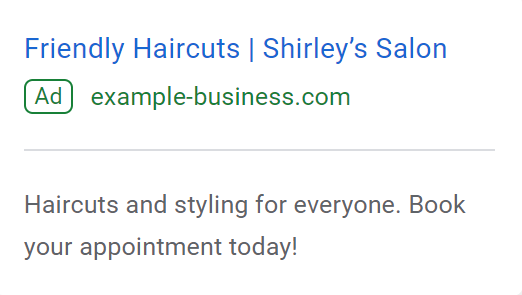 Friendly Haircuts | Shirley’s Salon
Ad example-business.com
Haircuts and styling for everyone. Book
your appointment today!